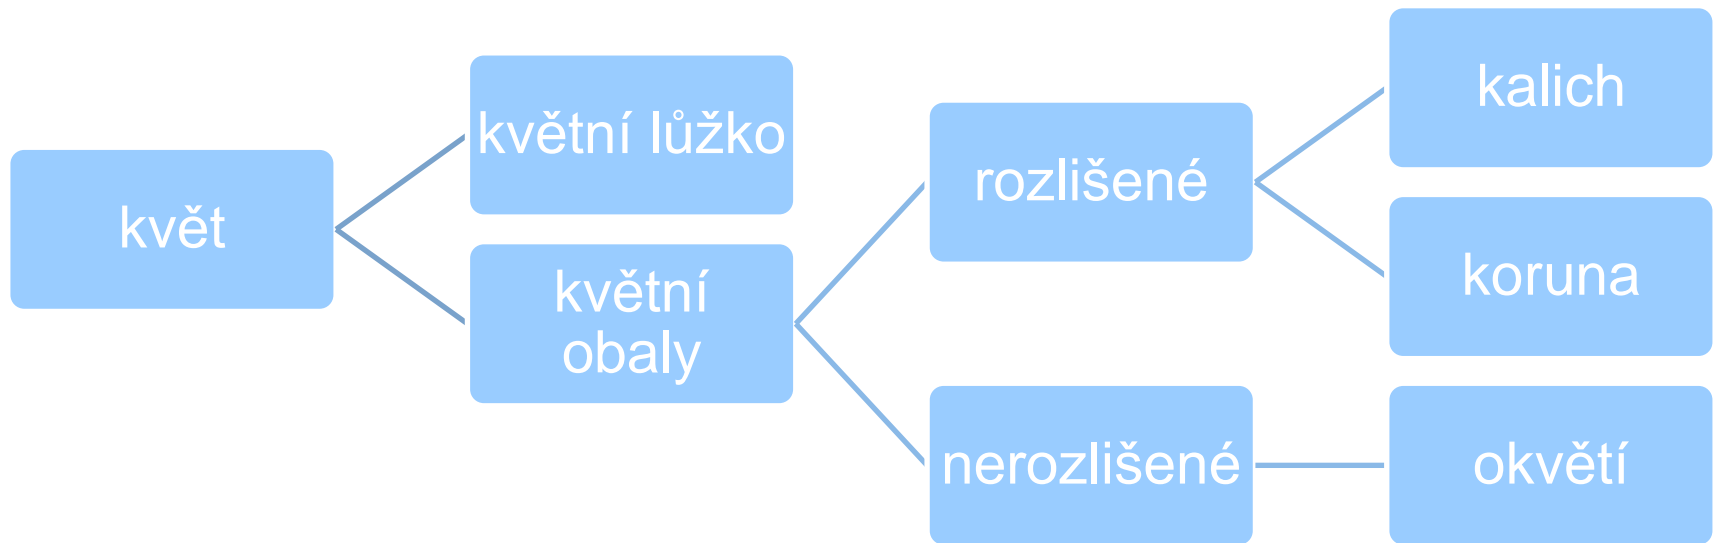 květ
květní lůžko
květní
obaly
rozlišené
nerozlišené
kalich
koruna
okvětí